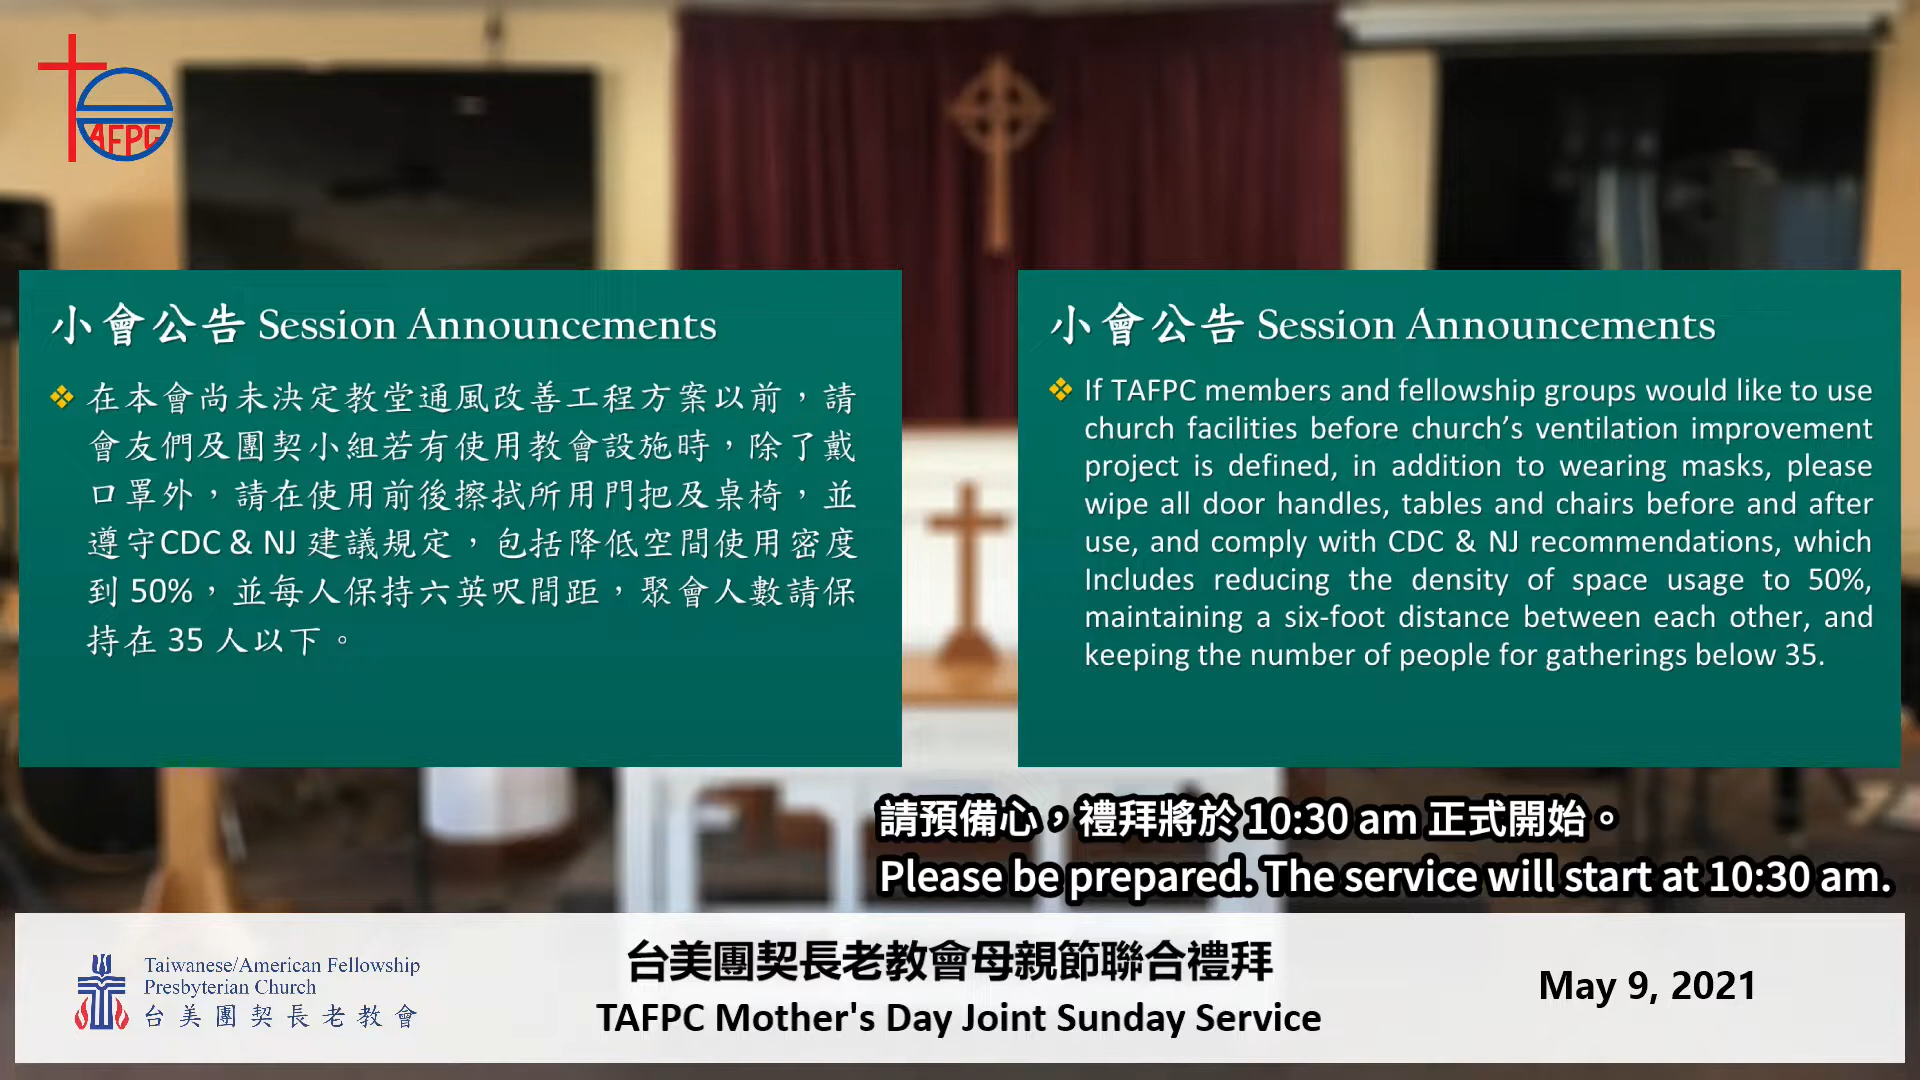 AFPC
小會公告 Session Announcements
❖ 在本會尚未決定教堂通風改善工程方案以前，請
會友們及團契小組若有使用教會設施時，除了戴
口罩外，請在使用前後擦拭所用門把及桌椅，並
遵守CDC & NJ 建議規定，包括降低空間使用密度
到 50%，並每人保持六英呎間距，聚會人數請保
持在 35 人以下。
小會公告 Session Announcements
❖ If TAFPC members and fellowship groups would like to use
church facilities before church’s ventilation improvement
project is defined, in addition to wearing masks, please
wipe all door handles, tables and chairs before and after
use, and comply with CDC & NJ recommendations, which
Includes reducing the density of space usage to 50%,
maintaining a six-foot distance between each other, and
keeping the number of people for gatherings below 35.
請預備心，禮拜將於 10:30 am 正式開始。
Please be prepared. The service will start at 10:30 am.
Taiwanese/American Fellowship
Presbyterian Church
台美團契長老教會
台美團契長老教會母親節聯合禮拜
TAFPC Mother's Day Joint Sunday Service
May 9, 2021